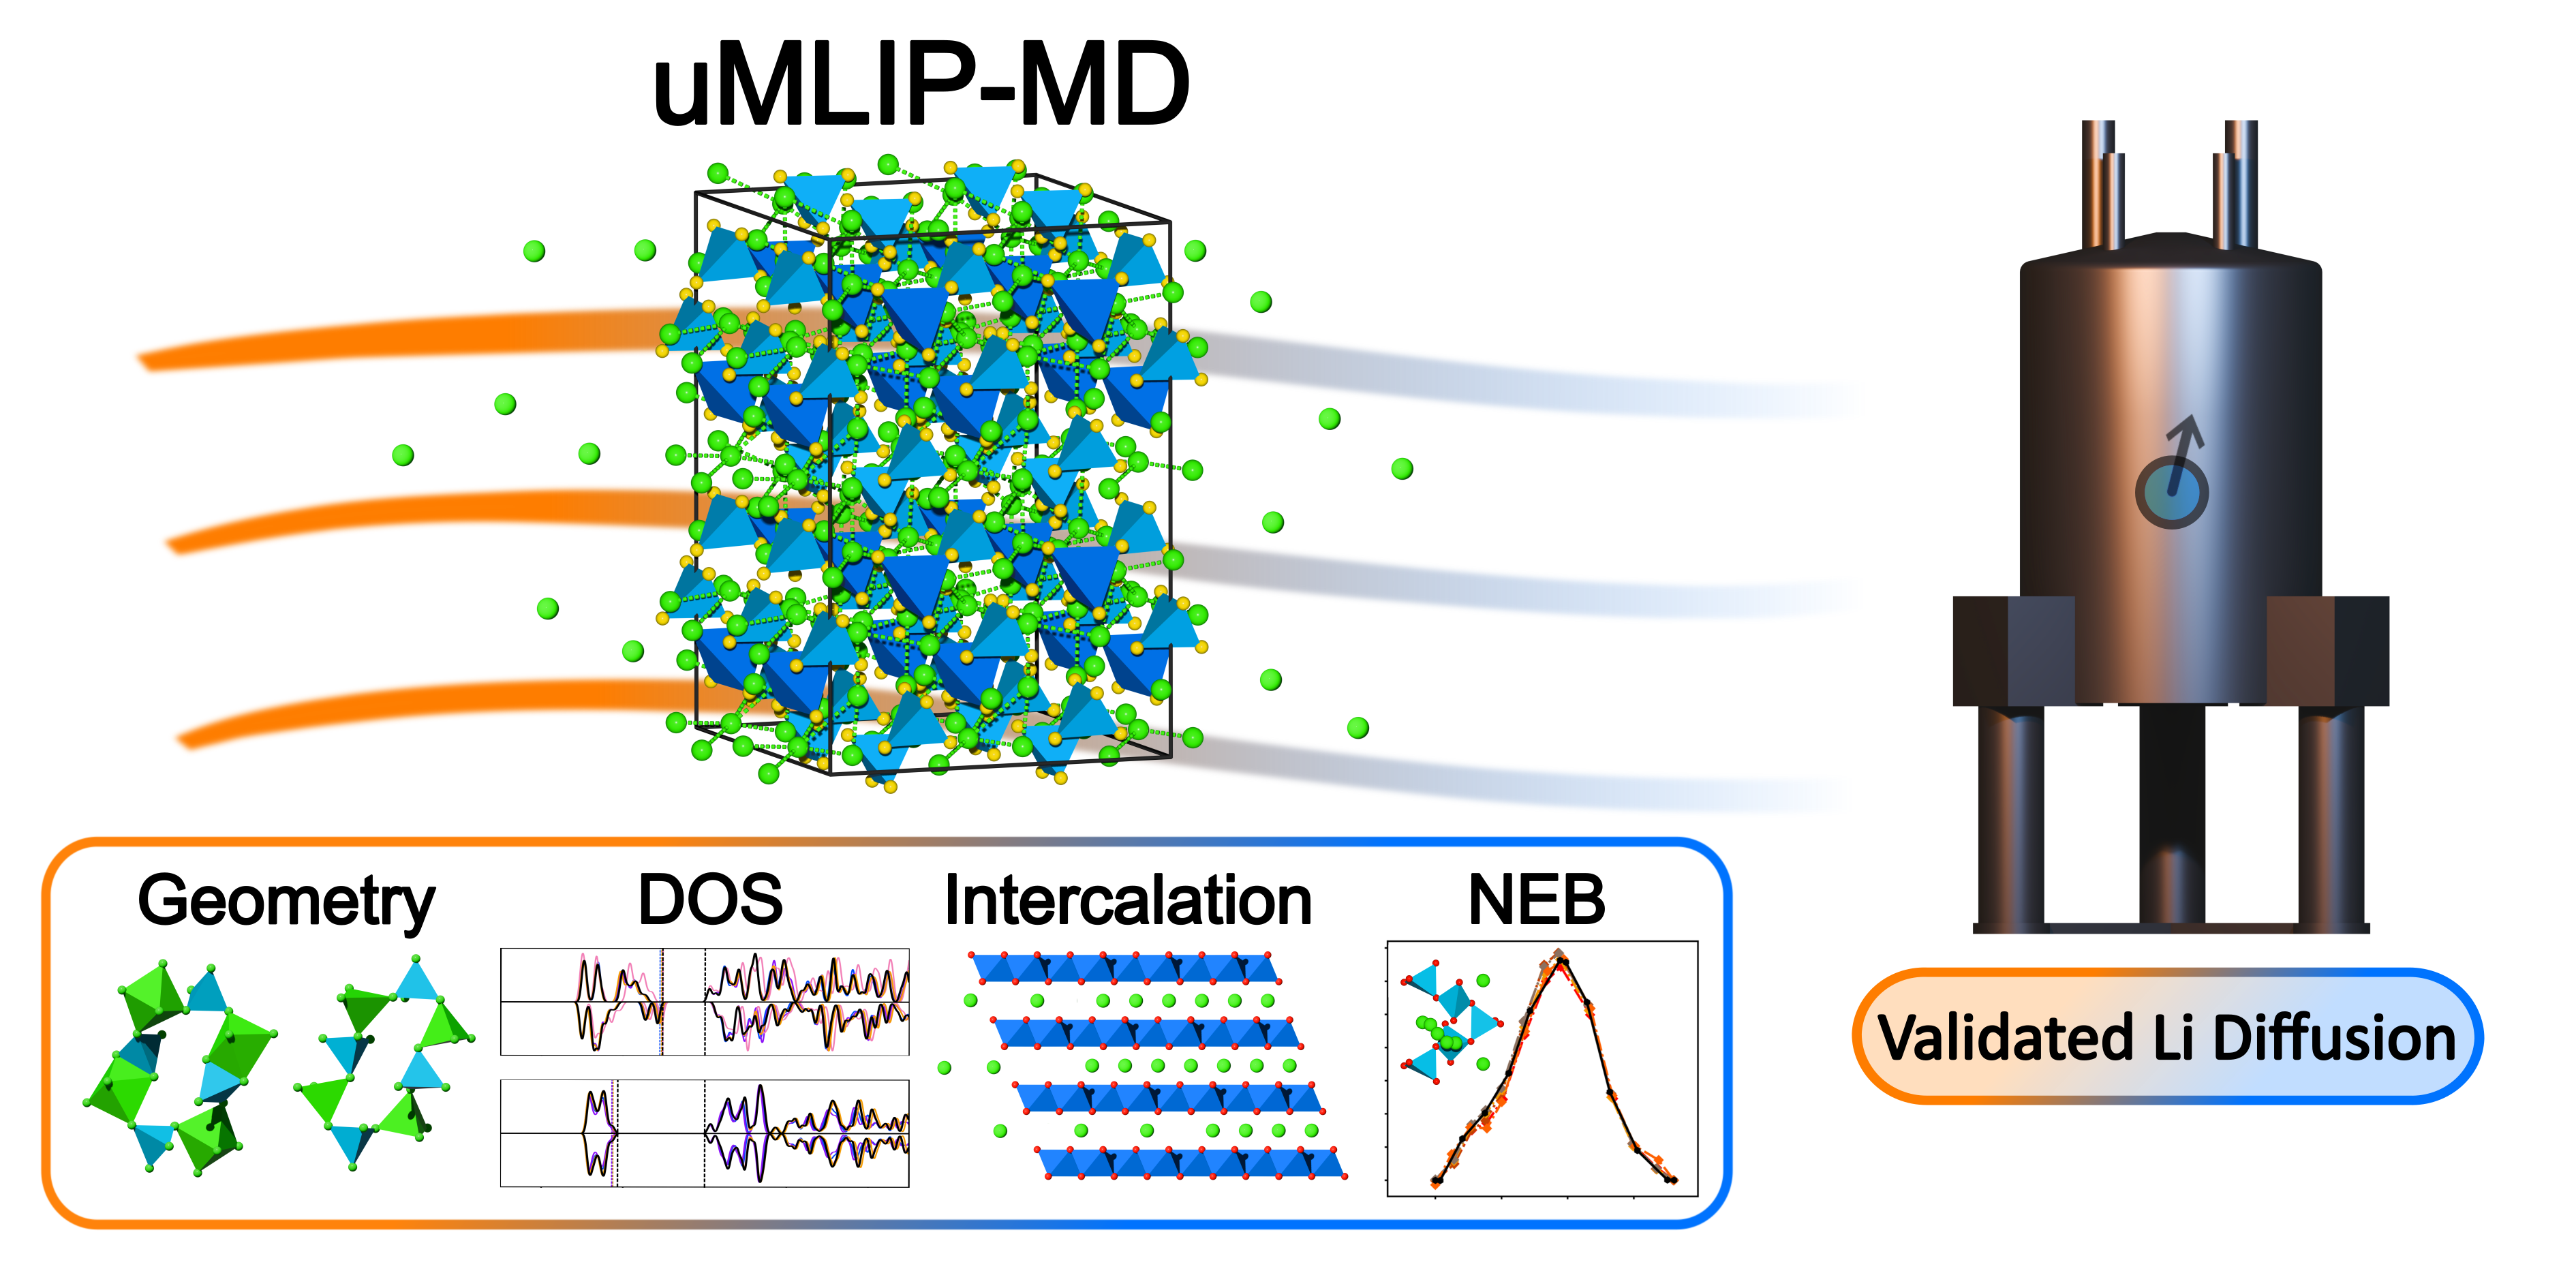 uMLIP-MD
Geometry
DOS
Intercalation
NEB
Validated Li Diffusion